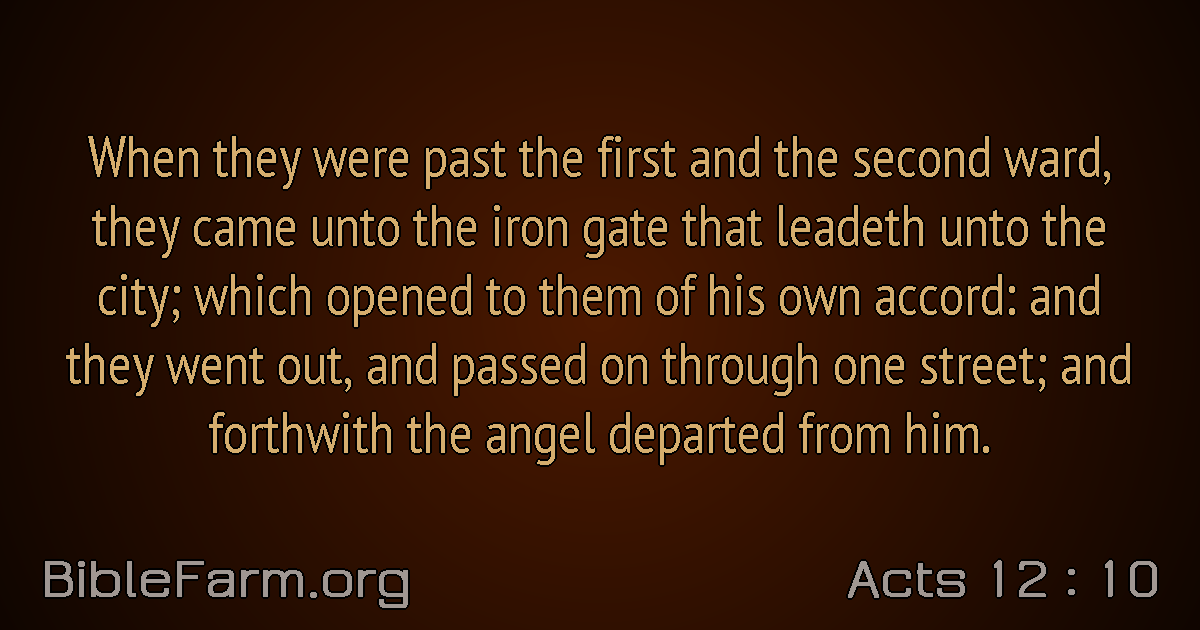 When they were past the first and the second ward,
they came unto the iron gate that leadeth unto the
city; which opened to them of his own accord: and
they went out, and passed on through one street; and
forthwith the angel departed from him.
BibleFarm.org
Acts 12 : 10